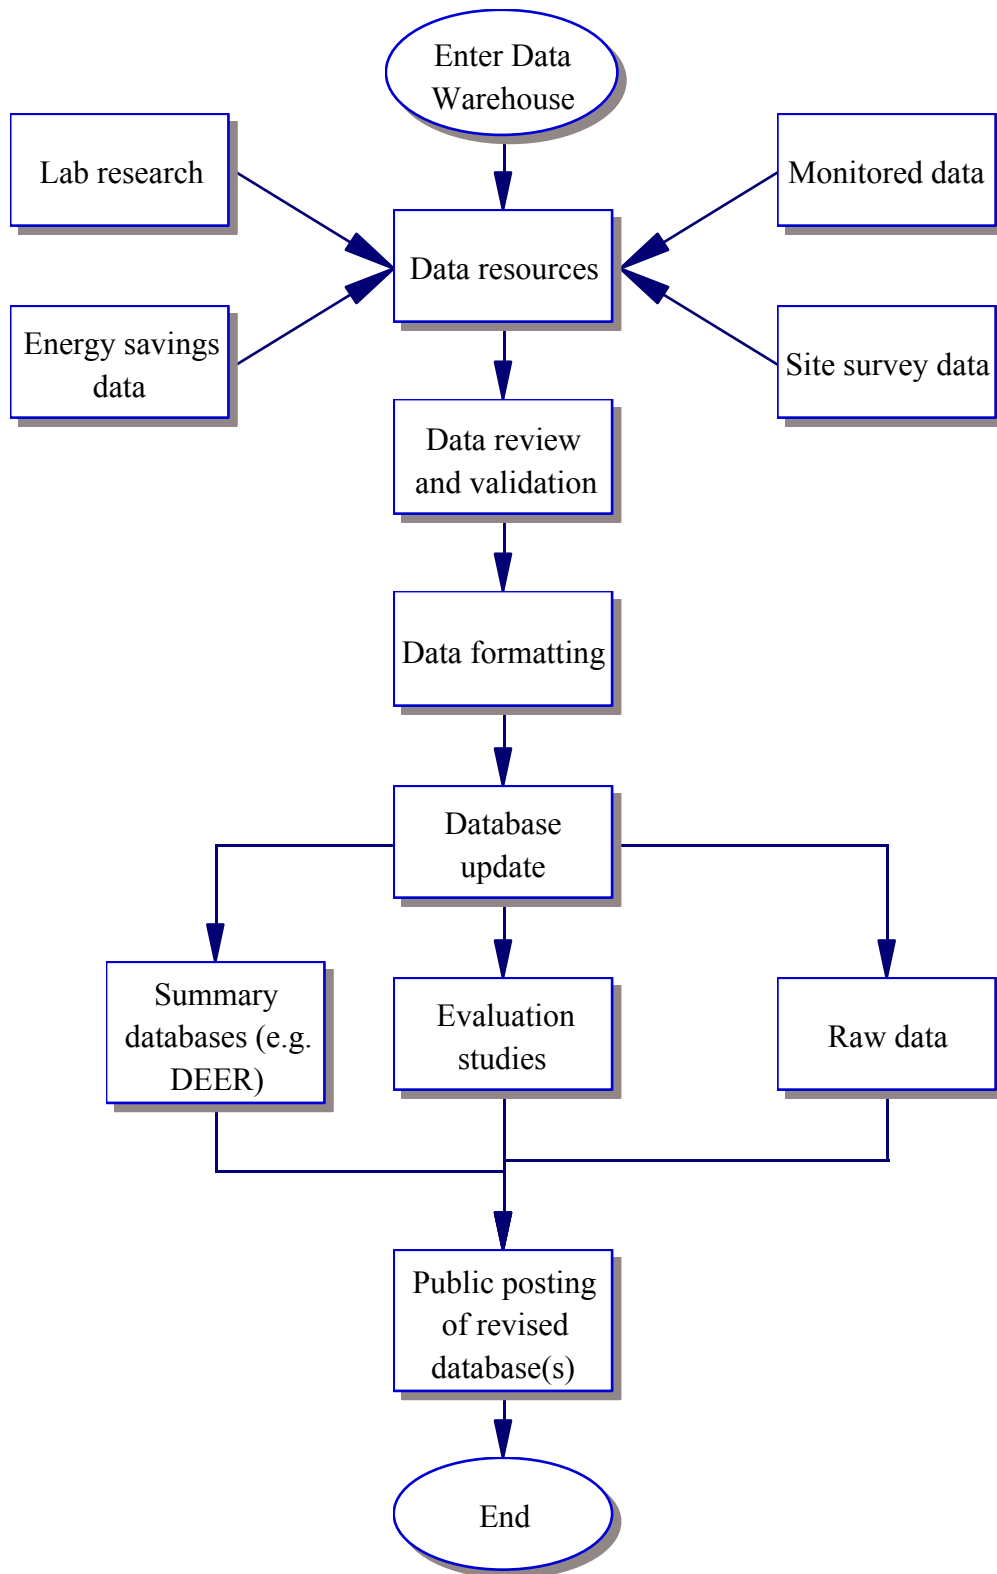 Enter Data
Warehouse
Lab research
Monitored data
Data resources
Energy savings
data
Site survey data
Data review
and validation
Data formatting
Database
update
Summary
databases (e.g.
DEER)
Evaluation
studies
Raw data
Public posting
of revised
database(s)
End